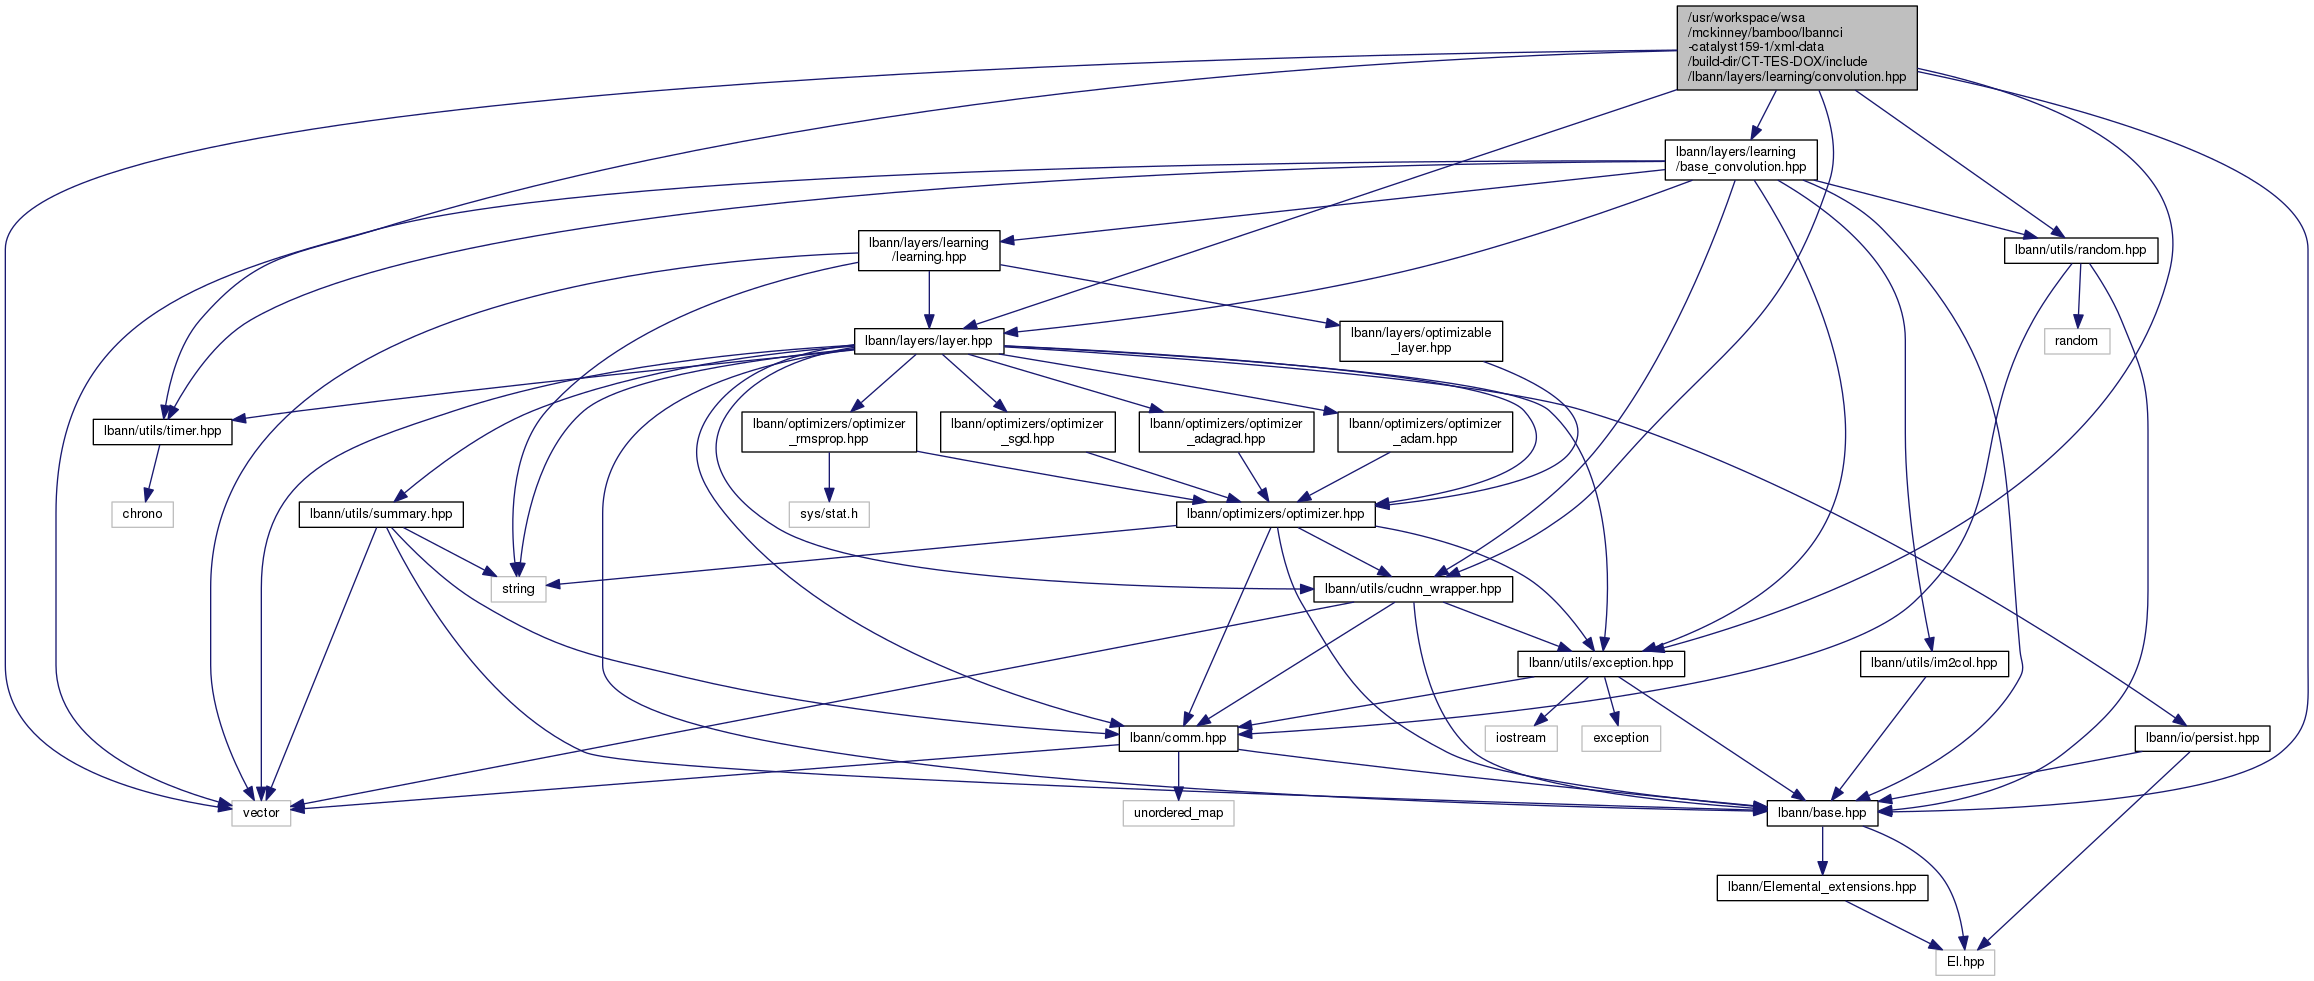 /usr/workspace/wsa
/mckinney/bamboo/lbannci
-catalyst159-1/xml-data
/build-dir/CT-TES-DOX/include
/lbann/layers/learning/convolution.hpp
lbann/layers/learning
/base_convolution.hpp
lbann/layers/learning
/learning.hpp
lbann/utils/random.hpp
lbann/layers/layer.hpp
lbann/layers/optimizable
_layer.hpp
random
lbann/utils/timer.hpp
lbann/optimizers/optimizer
_rmsprop.hpp
lbann/optimizers/optimizer
_sgd.hpp
lbann/optimizers/optimizer
_adagrad.hpp
lbann/optimizers/optimizer
_adam.hpp
chrono
lbann/utils/summary.hpp
sys/stat.h
lbann/optimizers/optimizer.hpp
string
lbann/utils/cudnn_wrapper.hpp
lbann/utils/exception.hpp
lbann/utils/im2col.hpp
lbann/comm.hpp
iostream
exception
lbann/io/persist.hpp
vector
unordered_map
lbann/base.hpp
lbann/Elemental_extensions.hpp
El.hpp